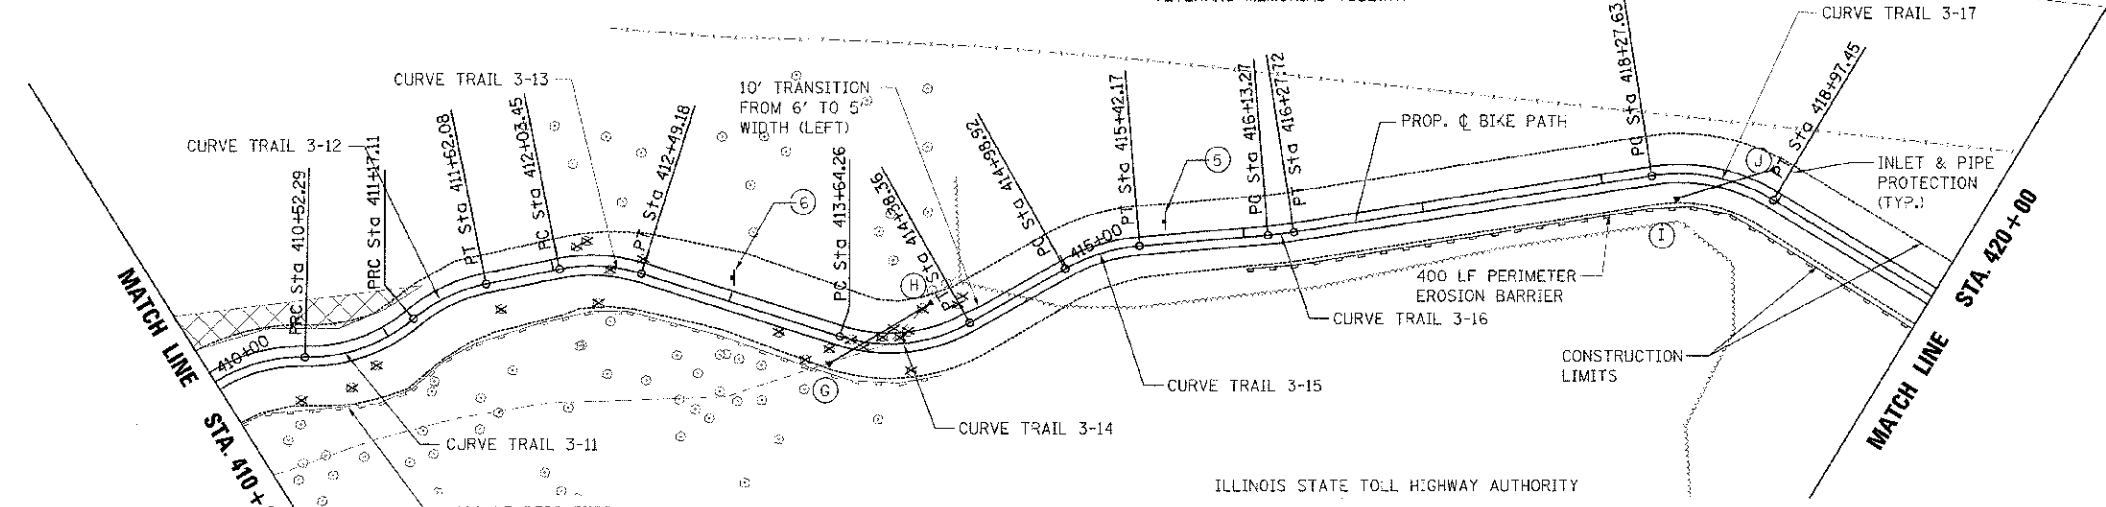 CURVE TRAIL 3-17
CURVE TRAIL 3-13
10' TRANSITION
FROM 6' TO 5'
WIDTH (LEFT)
CURVE TRAIL 3-12
PRC Sta 410+52.29
PRC Sta 411+17.11
PT Sta 411+62.08
PC Sta 412+03.45
PT Sta 412+49.18
6
PC Sta 413+64.26
PT Sta 414+38.36
PC Sta 414+98.92
415+00
PT Sta 415+42.17
5
PC Sta 416+13.27
PT Sta 416+27.72
PROP. ℄ BIKE PATH
PC Sta 418+27.63
J
PT Sta 418+97.45
INLET & PIPE
PROTECTION
(TYP.)
MATCH LINE STA. 410+
410+00
H
G
I
400 LF PERIMETER
EROSION BARRIER
CURVE TRAIL 3-16
CONSTRUCTION
LIMITS
CURVE TRAIL 3-15
CURVE TRAIL 3-14
CURVE TRAIL 3-11
MATCH LINE STA. 420+00
ILLINOIS STATE TOLL HIGHWAY AUTHORITY